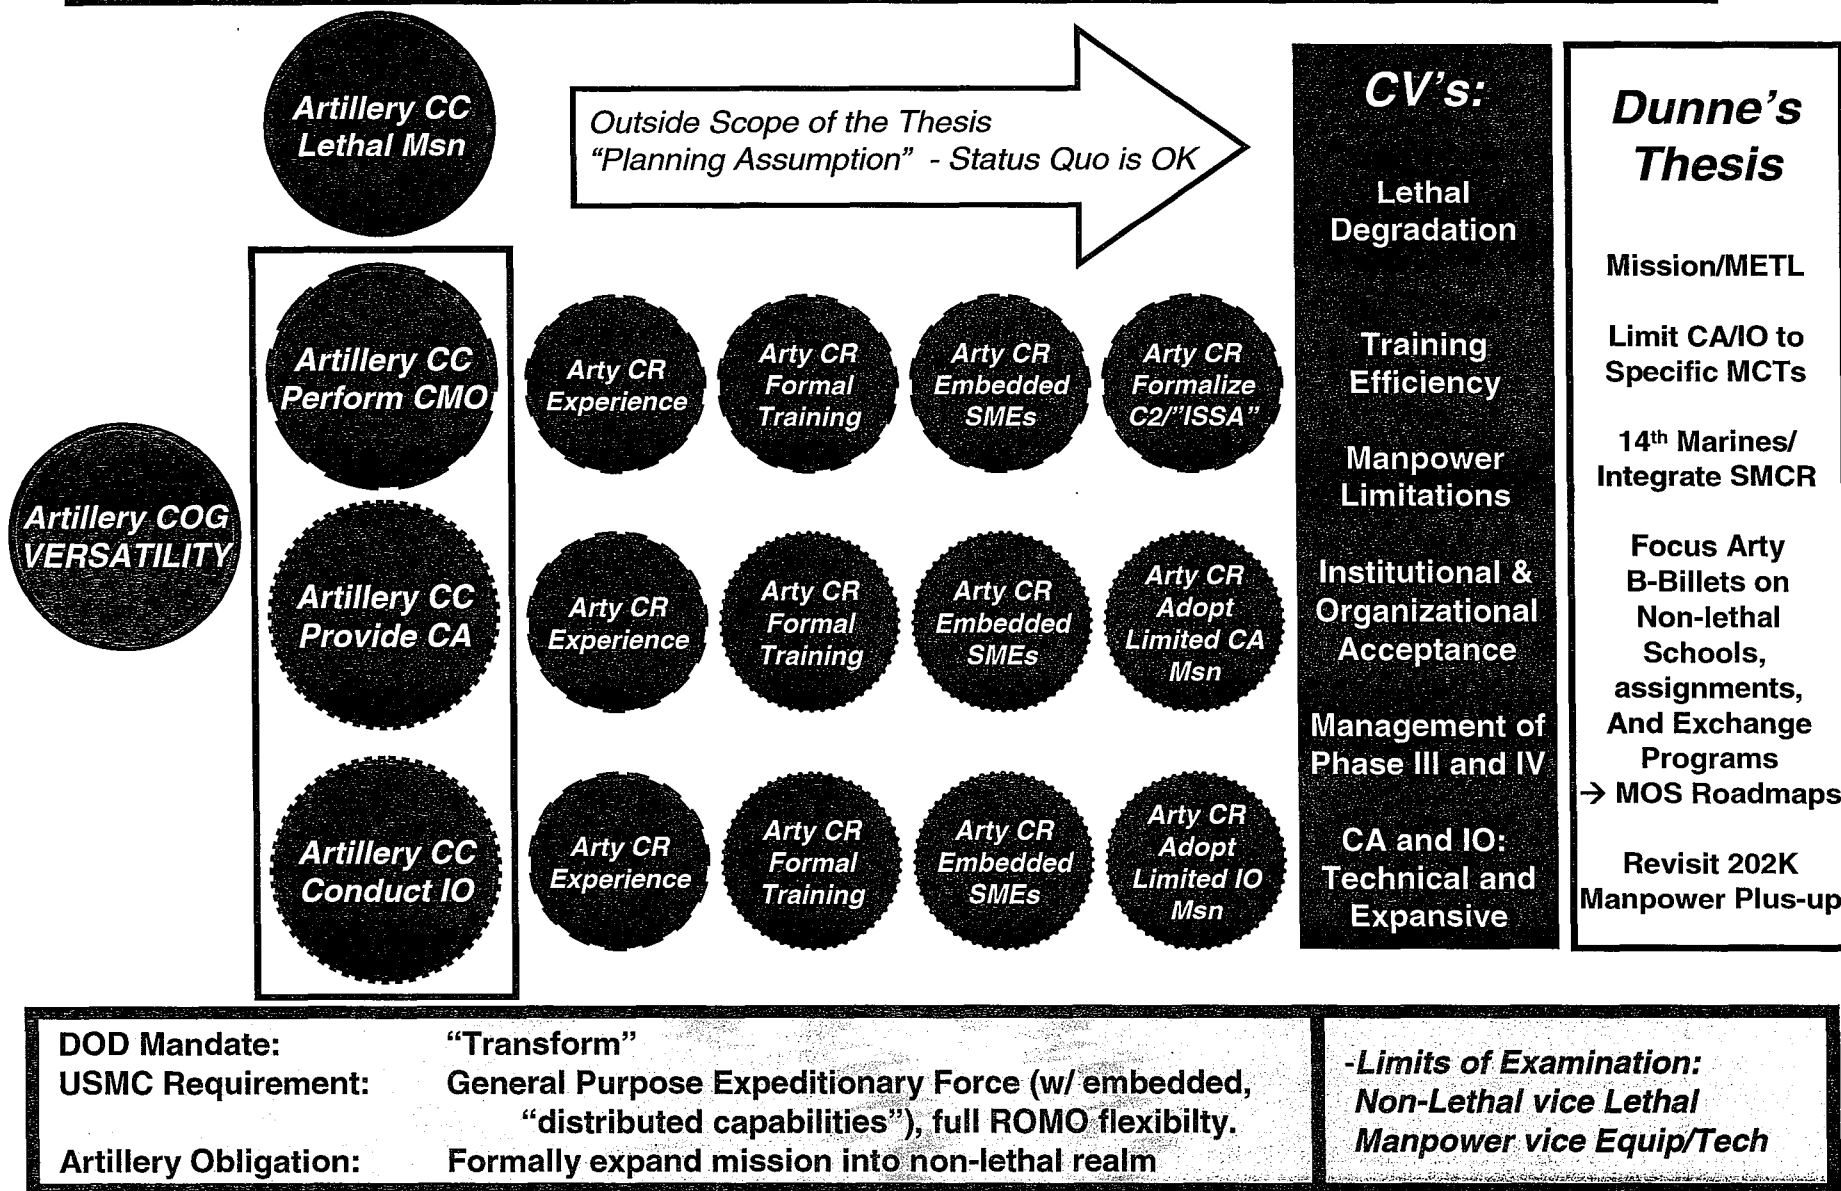 Artillery CC
Lethal Msn
Outside Scope of the Thesis
“Planning Assumption” - Status Quo is OK
Artillery COG
VERSATILITY
Artillery CC
Perform CMO
Arty CR
Experience
Arty CR
Formal
Training
Arty CR
Embedded
SMEs
Arty CR
Formalize
C2/”ISSA”
Artillery CC
Provide CA
Arty CR
Experience
Arty CR
Formal
Training
Arty CR
Embedded
SMEs
Arty CR
Adopt
Limited CA
Msn
Artillery CC
Conduct IO
Arty CR
Experience
Arty CR
Formal
Training
Arty CR
Embedded
SMEs
Arty CR
Adopt
Limited IO
Msn
CV's:
Lethal
Degradation
Training
Efficiency
Manpower
Limitations
Institutional &
Organizational
Acceptance
Management of
Phase III and IV
CA and IO:
Technical and
Expansive
Dunne's
Thesis
Mission/METL
Limit CA/IO to
Specific MCTs
14th Marines/
Integrate SMCR
Focus Arty
B-Billets on
Non-lethal
Schools,
assignments,
And Exchange
Programs
→ MOS Roadmaps
Revisit 202K
Manpower Plus-up
DOD Mandate: “Transform”
USMC Requirement: General Purpose Expeditionary Force (w/ embedded,
“distributed capabilities”), full ROMO flexibilty.
Artillery Obligation: Formally expand mission into non-lethal realm
-Limits of Examination:
Non-Lethal vice Lethal
Manpower vice Equip/Tech